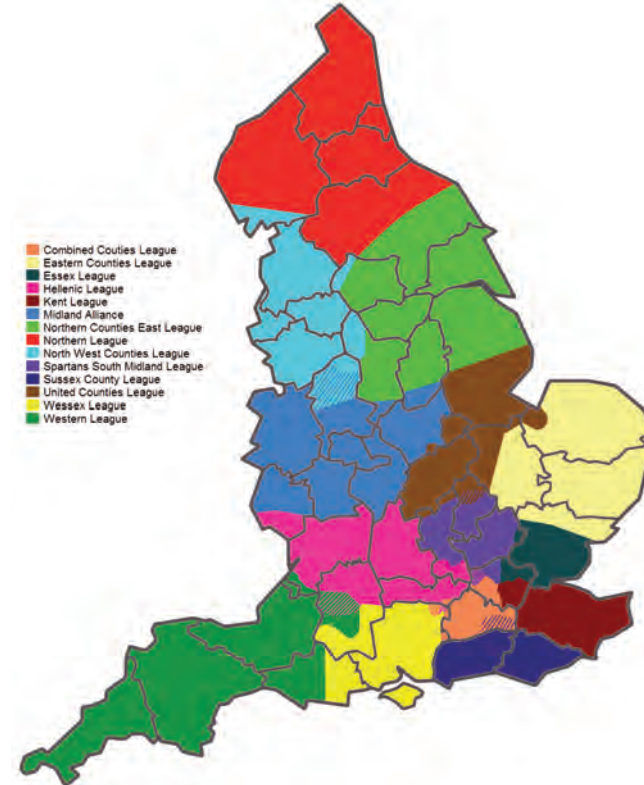 Combined Couties League
Eastern Counties League
Essex League
Hellenic League
Kent League
Midland Alliance
Northern Counties East League
Northern League
North West Counties League
Spartans South Midland League
Sussex County League
United Counties League
Wessex League
Western League